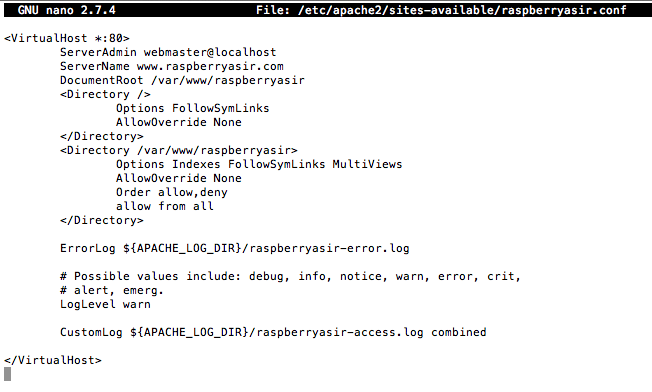 GNU nano 2.7.4 File: /etc/apache2/sites-available/raspberryasir.conf
<VirtualHost *:80>
ServerAdmin webmaster@localhost
ServerName www.raspberryasir.com
DocumentRoot /var/www/raspberryasir
<Directory />
Options FollowSymLinks
AllowOverride None
</Directory>
<Directory /var/www/raspberryasir>
Options Indexes FollowSymLinks MultiViews
AllowOverride None
Order allow,deny
allow from all
</Directory>
ErrorLog ${APACHE_LOG_DIR}/raspberryasir-error.log
# Possible values include: debug, info, notice, warn, error, crit,
# alert, emerg.
LogLevel warn
CustomLog ${APACHE_LOG_DIR}/raspberryasir-access.log combined
</VirtualHost>